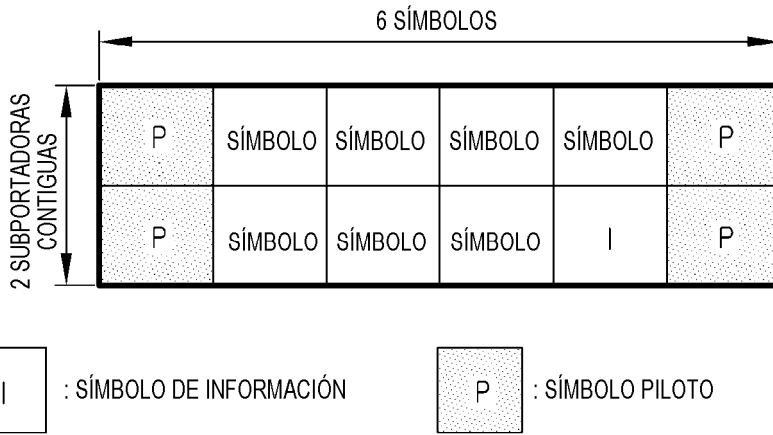 6 SÍMBOLOS
2 SUBPORTADORAS
CONTIGUAS
P SÍMBOLO SÍMBOLO SÍMBOLO SÍMBOLO P
P SÍMBOLO SÍMBOLO SÍMBOLO I P
I : SÍMBOLO DE INFORMACIÓN P : SÍMBOLO PILOTO